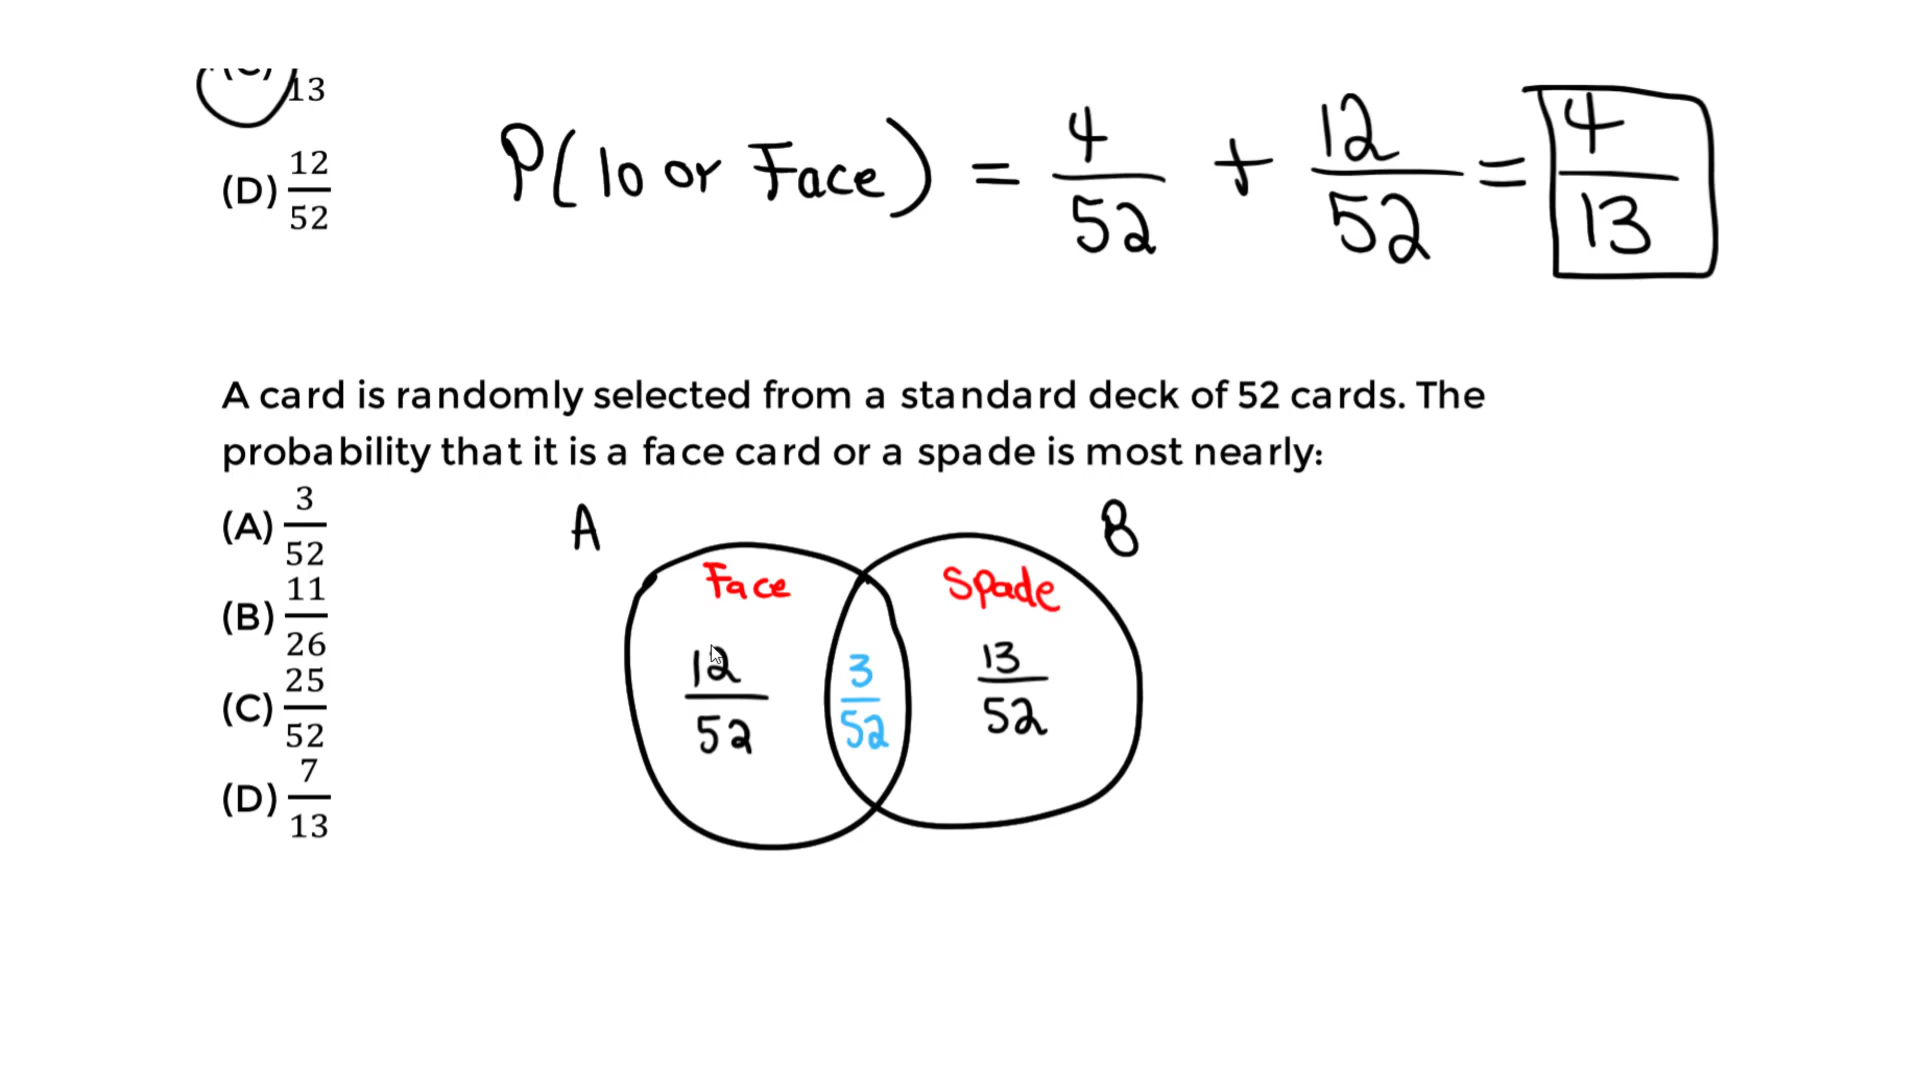 (C) 13
(D) 12/52
P(10 or Face) = 4/52 + 12/52 = 4/13
A card is randomly selected from a standard deck of 52 cards. The
probability that it is a face card or a spade is most nearly:
(A) 3/52
(B) 11/26
(C) 25/52
(D) 7/13
A B
Face Spade
12/52 3/52 13/52